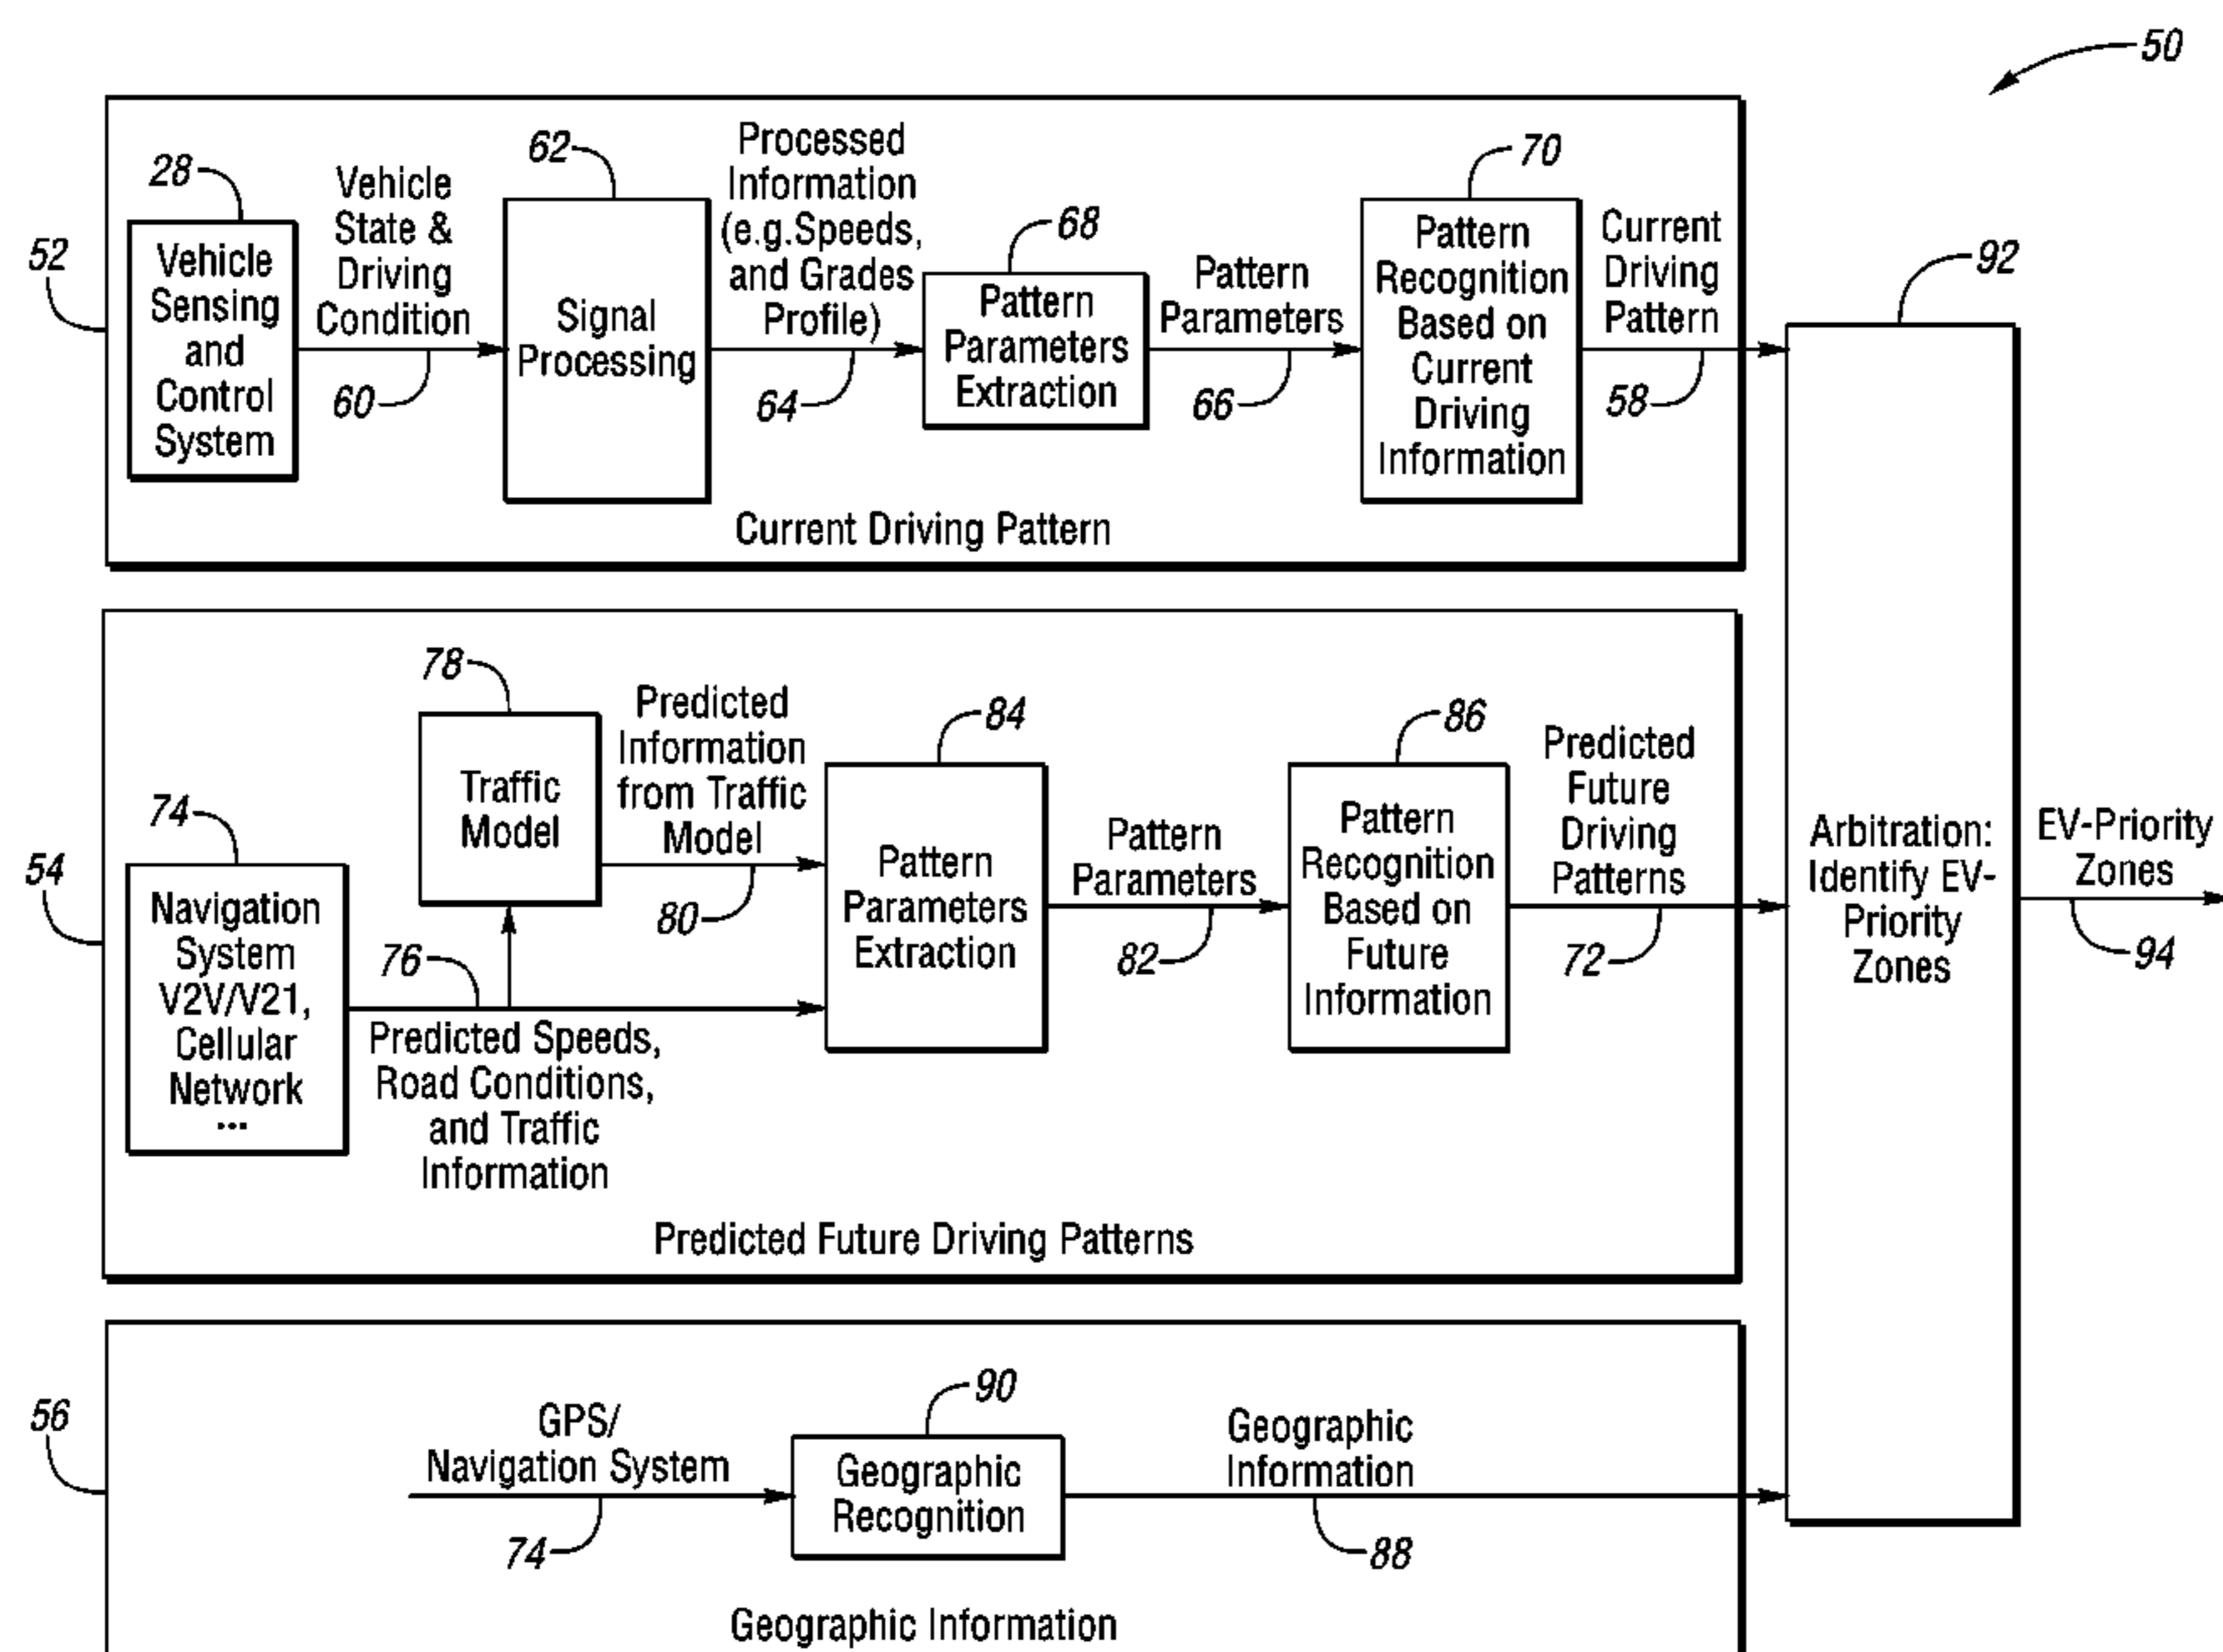 50
28
Vehicle
State &
Driving
Condition
62
Processed
Information
(e.g.Speeds,
and Grades
Profile)
68
Pattern
Parameters
70
Current
Driving
Pattern
52
Vehicle
Sensing
and
Control
System
60
Signal
Processing
64
Pattern
Parameters
Extraction
66
Pattern
Recognition
Based on
Current
Driving
Information
58
92
Current Driving Pattern
78
Predicted
Information
from Traffic
Model
84
86
Predicted
Future
Driving
Patterns
74
Traffic
Model
80
Pattern
Parameters
54
Navigation
System
V2V/V21,
Cellular
Network
...
76
Predicted Speeds,
Road Conditions,
and Traffic
Information
Pattern
Parameters
Extraction
82
Pattern
Recognition
Based on
Future
Information
72
Predicted Future Driving Patterns
Arbitration:
Identify EV-
Priority
Zones
EV-Priority
Zones
94
56
GPS/
Navigation System
74
90
Geographic
Recognition
Geographic
Information
88
Geographic Information